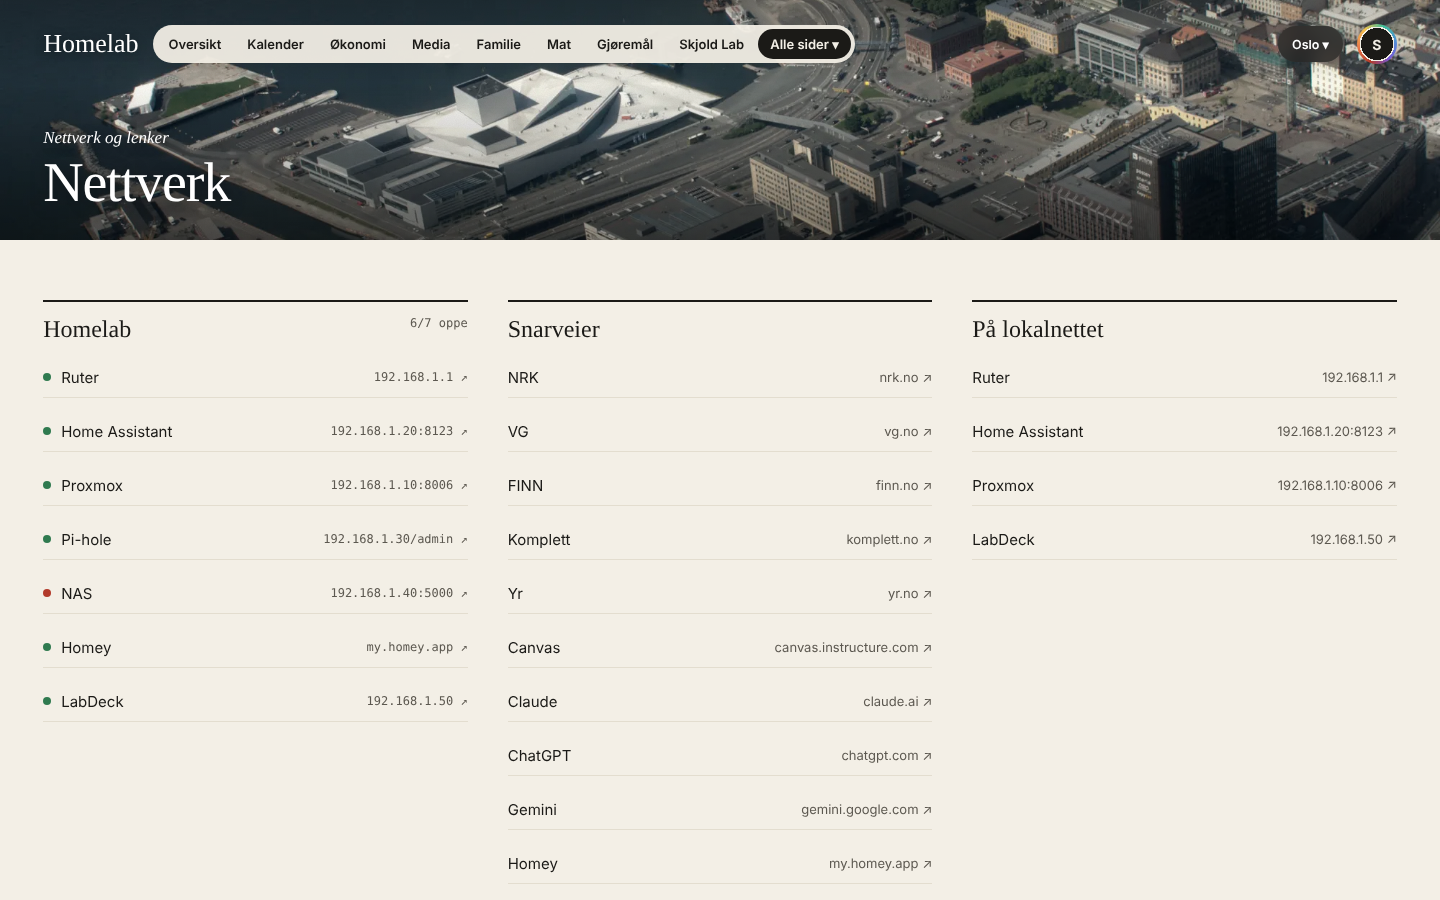 Homelab
Oversikt Kalender Økonomi Media Familie Mat Gjøremål Skjold Lab Alle sider ▾
Oslo ▾
S
Nettverk og lenker
Nettverk
Homelab 6/7 oppe
Ruter 192.168.1.1 ↗
Home Assistant 192.168.1.20:8123 ↗
Proxmox 192.168.1.10:8006 ↗
Pi-hole 192.168.1.30/admin ↗
NAS 192.168.1.40:5000 ↗
Homey my.homey.app ↗
LabDeck 192.168.1.50 ↗
Snarveier
NRK nrk.no ↗
VG vg.no ↗
FINN finn.no ↗
Komplett komplett.no ↗
Yr yr.no ↗
Canvas canvas.instructure.com ↗
Claude claude.ai ↗
ChatGPT chatgpt.com ↗
Gemini gemini.google.com ↗
Homey my.homey.app ↗
På lokalnettet
Ruter 192.168.1.1 ↗
Home Assistant 192.168.1.20:8123 ↗
Proxmox 192.168.1.10:8006 ↗
LabDeck 192.168.1.50 ↗